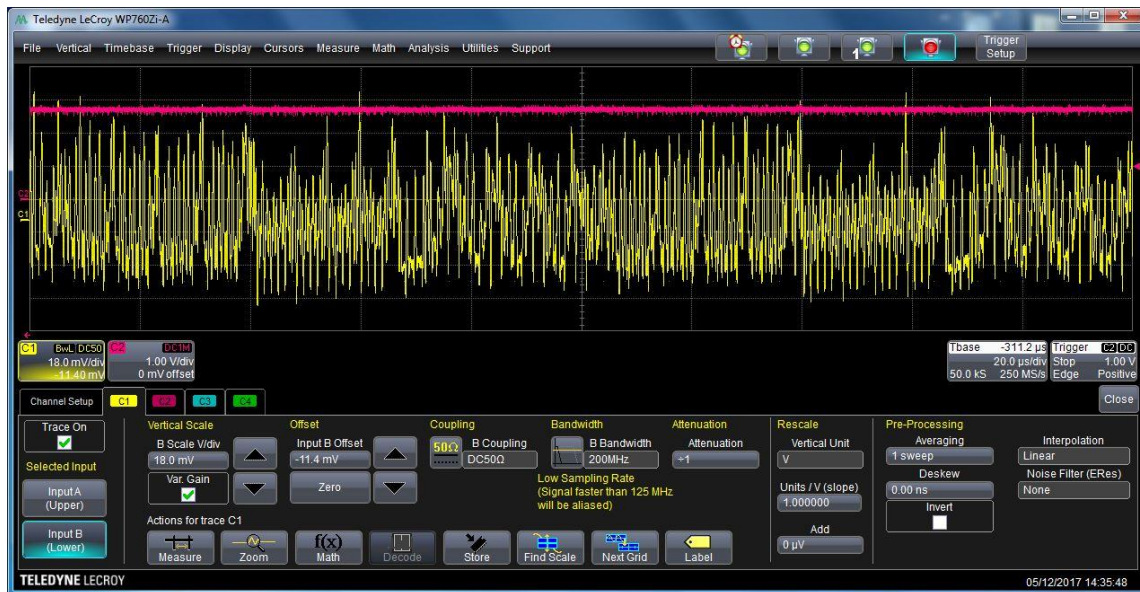 Teledyne LeCroy WP760Zi-A
File Vertical Timebase Trigger Display Cursors Measure Math Analysis Utilities Support
1
Trigger Setup
C2
C1
C1 BwL DC50
18.0 mV/div
-11.40 mV
C2 DC1M
1.00 V/div
0 mV offset
Tbase -311.2 µs
20.0 µs/div
50.0 kS 250 MS/s
Trigger C2 DC
Stop 1.00 V
Edge Positive
Channel Setup C1 C2 C3 C4 Close
Trace On
Selected Input
Input A
(Upper)
Input B
(Lower)
Vertical Scale
B Scale V/div
18.0 mV
Var. Gain
Offset
Input B Offset
-11.4 mV
Zero
Coupling
50Ω B Coupling
DC50Ω
Bandwidth
B Bandwidth
200MHz
Low Sampling Rate
(Signal faster than 125 MHz
will be aliased)
Attenuation
Attenuation
÷1
Rescale
Vertical Unit
V
Units / V (slope)
1.000000
Add
0 µV
Pre-Processing
Averaging
1 sweep
Deskew
0.00 ns
Invert
Interpolation
Linear
Noise Filter (ERes)
None
Actions for trace C1
Measure
Zoom
f(x)
Math
Decode
Store
Find Scale
Next Grid
Label
TELEDYNE LECROY
05/12/2017 14:35:48